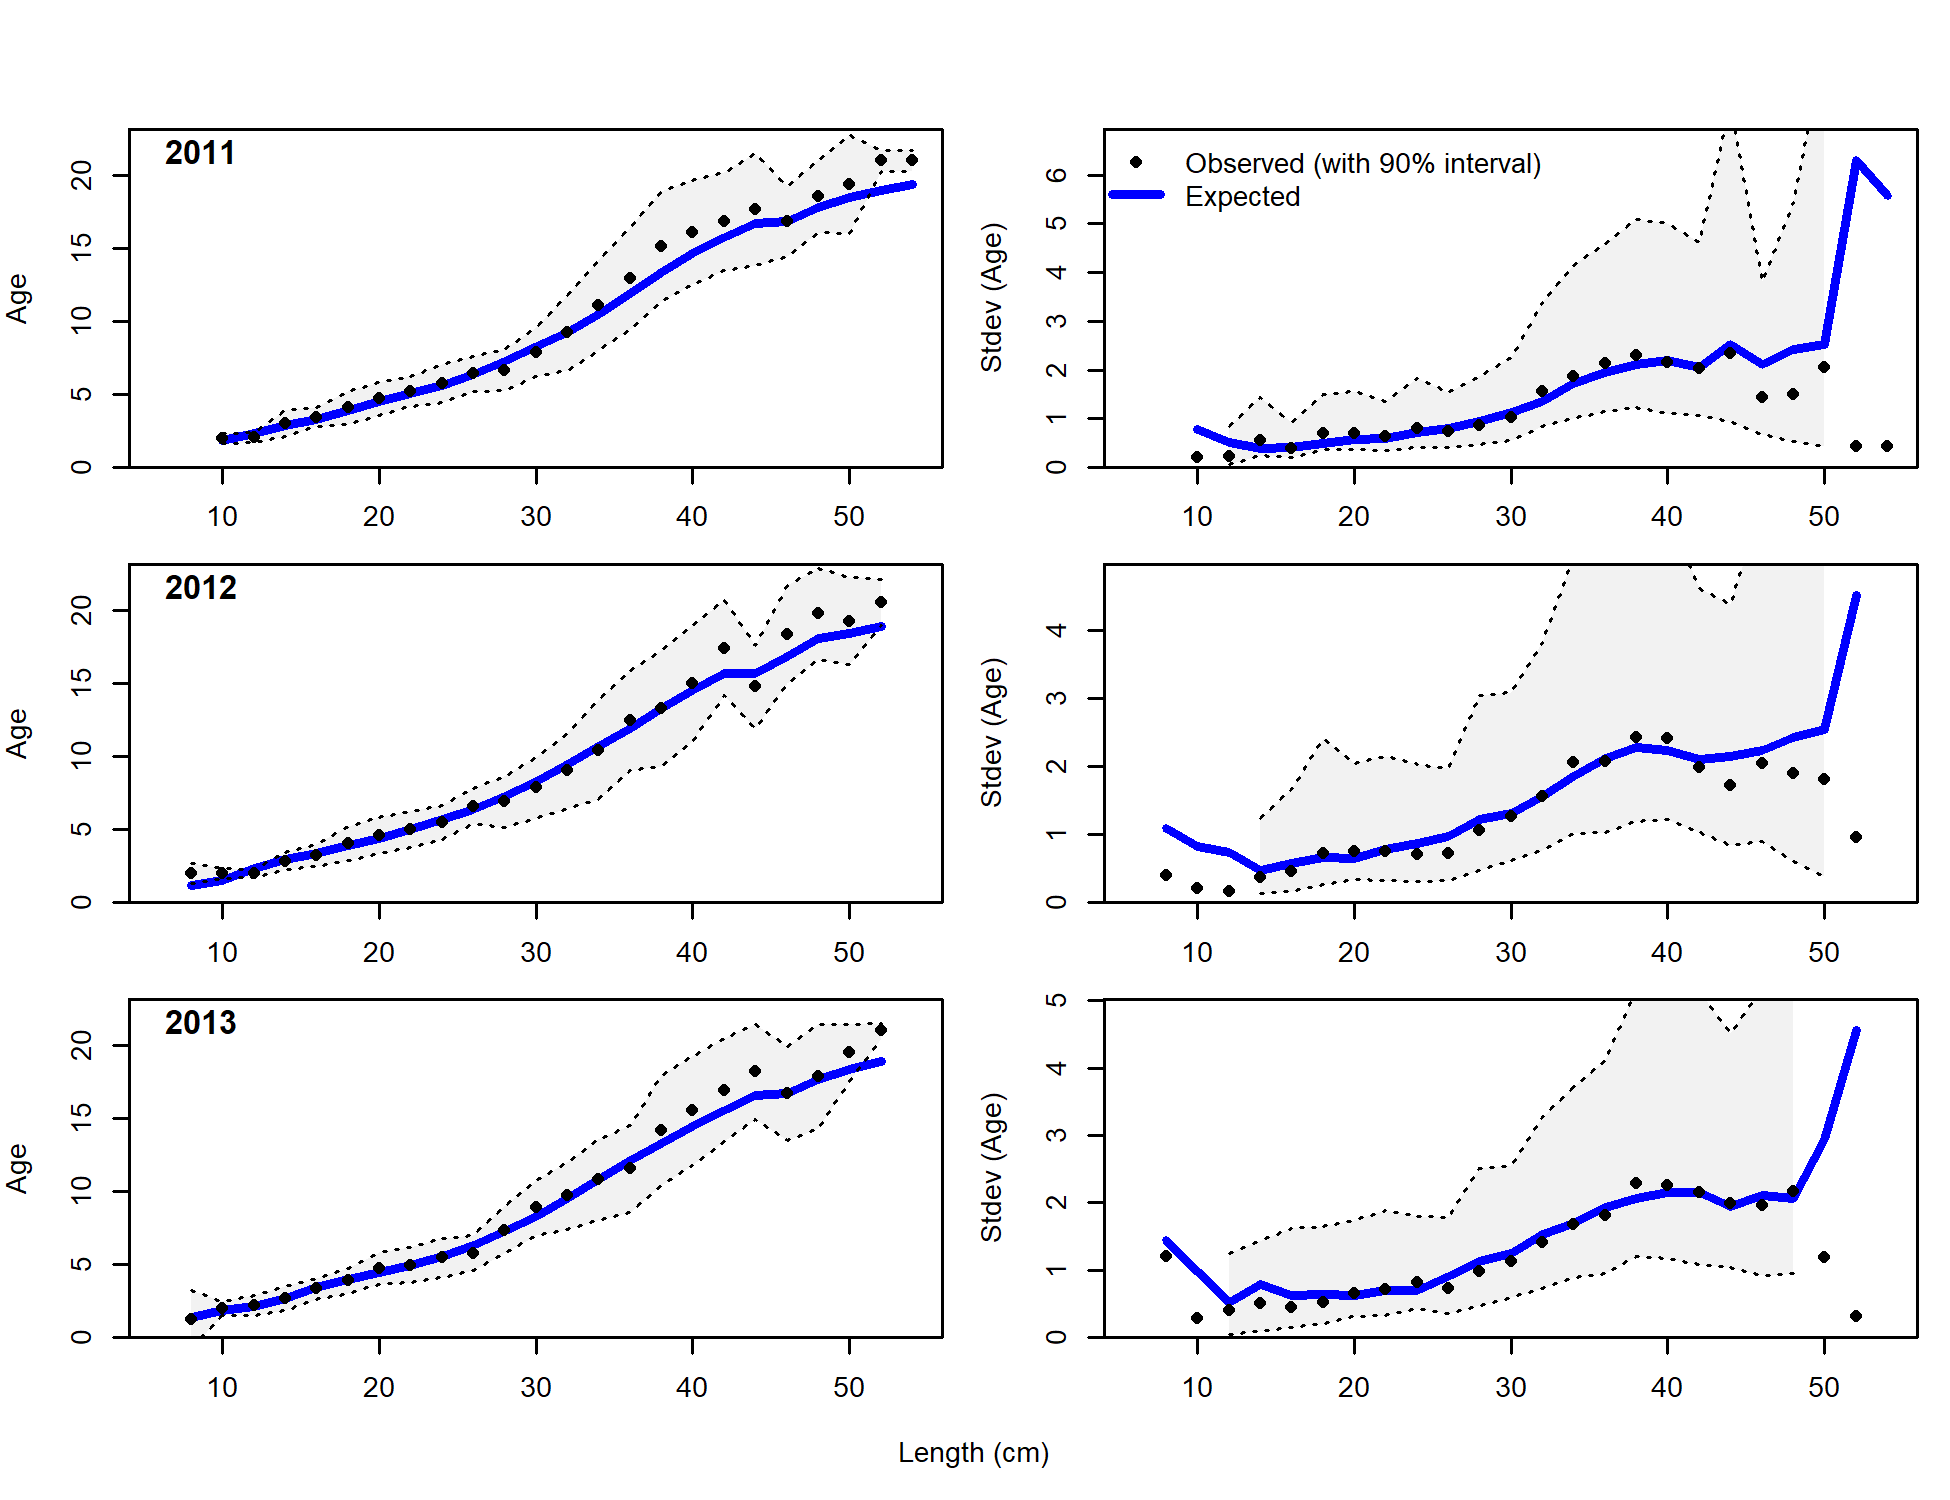 2011
Age
0 5 10 15 20
10 20 30 40 50
Observed (with 90% interval)
Expected
Stdev (Age)
0 1 2 3 4 5 6
10 20 30 40 50
2012
Age
0 5 10 15 20
10 20 30 40 50
Stdev (Age)
0 1 2 3 4
10 20 30 40 50
2013
Age
0 5 10 15 20
10 20 30 40 50
Stdev (Age)
0 1 2 3 4 5
10 20 30 40 50
Length (cm)